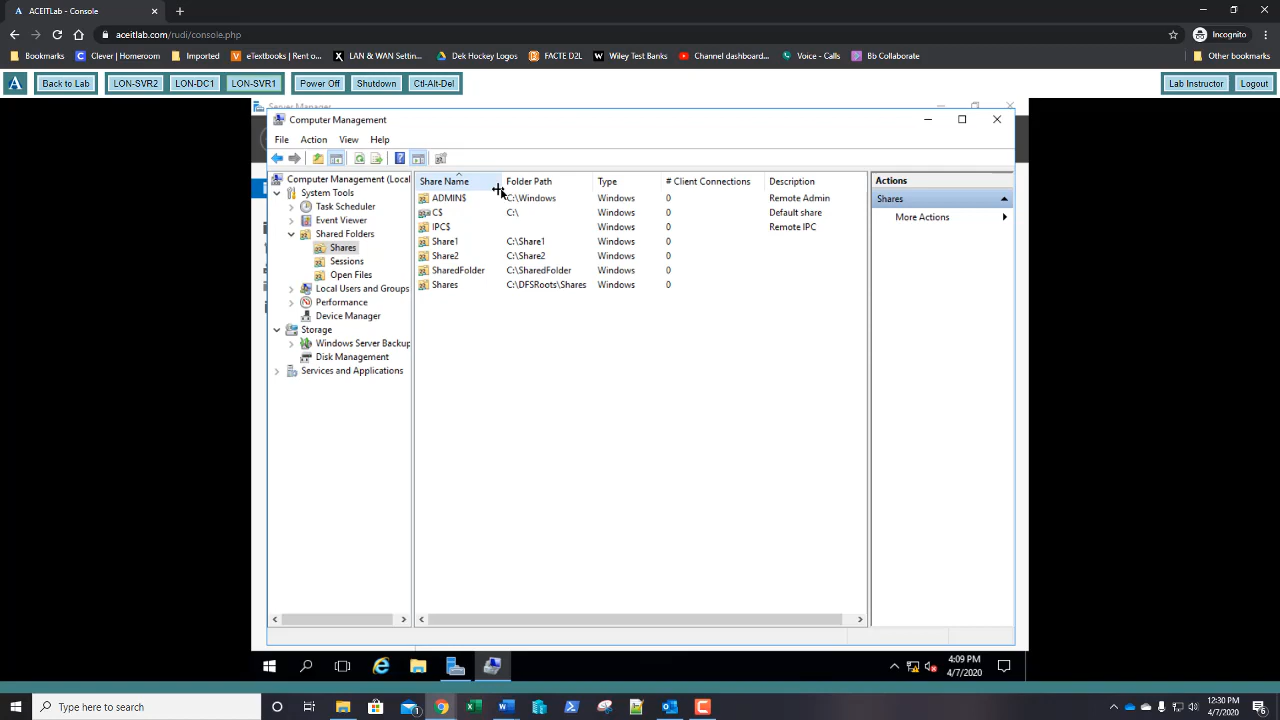 ACEITLab - Console
aceitlab.com/rudi/console.php
Incognito
Bookmarks
Clever | Homeroom
Imported
eTextbooks | Rent o...
LAN & WAN Settin...
Dek Hockey Logos
FACTE D2L
Wiley Test Banks
Channel dashboard...
Voice - Calls
Bb Collaborate
Other bookmarks
A
Back to Lab
LON-SVR2
LON-DC1
LON-SVR1
Power Off
Shutdown
Ctl-Alt-Del
Lab Instructor
Logout
Server Manager
Computer Management
File Action View Help
Computer Management (Local
System Tools
Task Scheduler
Event Viewer
Shared Folders
Shares
Sessions
Open Files
Local Users and Groups
Performance
Device Manager
Storage
Windows Server Backup
Disk Management
Services and Applications
Share Name Folder Path Type # Client Connections Description
ADMIN$ C:\Windows Windows 0 Remote Admin
C$ C:\ Windows 0 Default share
IPC$ Windows 0 Remote IPC
Share1 C:\Share1 Windows 0
Share2 C:\Share2 Windows 0
SharedFolder C:\SharedFolder Windows 0
Shares C:\DFSRoots\Shares Windows 0
Actions
Shares
More Actions
4:09 PM
4/7/2020
Type here to search
12:30 PM
4/7/2020